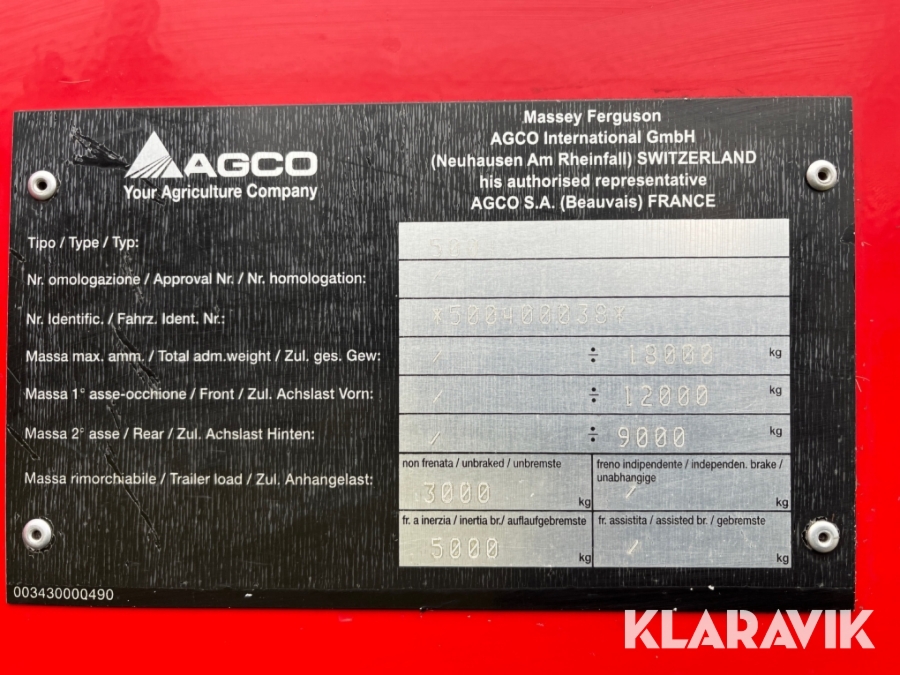 AGCO
Your Agriculture Company
Massey Ferguson
AGCO International GmbH
(Neuhausen Am Rheinfall) SWITZERLAND
his authorised representative
AGCO S.A. (Beauvais) FRANCE
Tipo / Type / Typ:
Nr. omologazione / Approval Nr. / Nr. homologation:
Nr. Identific. / Fahrz. Ident. Nr.: *500400038*
Massa max. amm. / Total adm.weight / Zul. ges. Gew: / ÷ 13000 kg
Massa 1° asse-occhione / Front / Zul. Achslast Vorn: / ÷ 12000 kg
Massa 2° asse / Rear / Zul. Achslast Hinten: / ÷ 9000 kg
Massa rimorchiabile / Trailer load / Zul. Anhangelast:
non frenata / unbraked / unbremste
3000 kg
freno indipendente / independen. brake /
unabhangige
/ kg
fr. a inerzia / inertia br./ auflaufgebremste
5000 kg
fr. assistita / assisted br. / gebremste
/ kg
003430000490
KLARAVIK